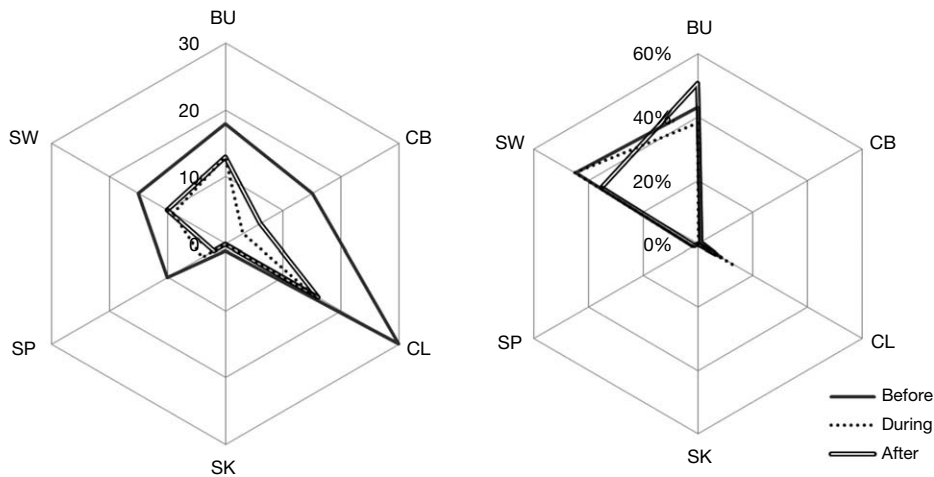 BU
30
20
10
0
SW
CB
SP
CL
SK
BU
60%
40%
20%
0%
SW
CB
SP
CL
SK
Before
During
After